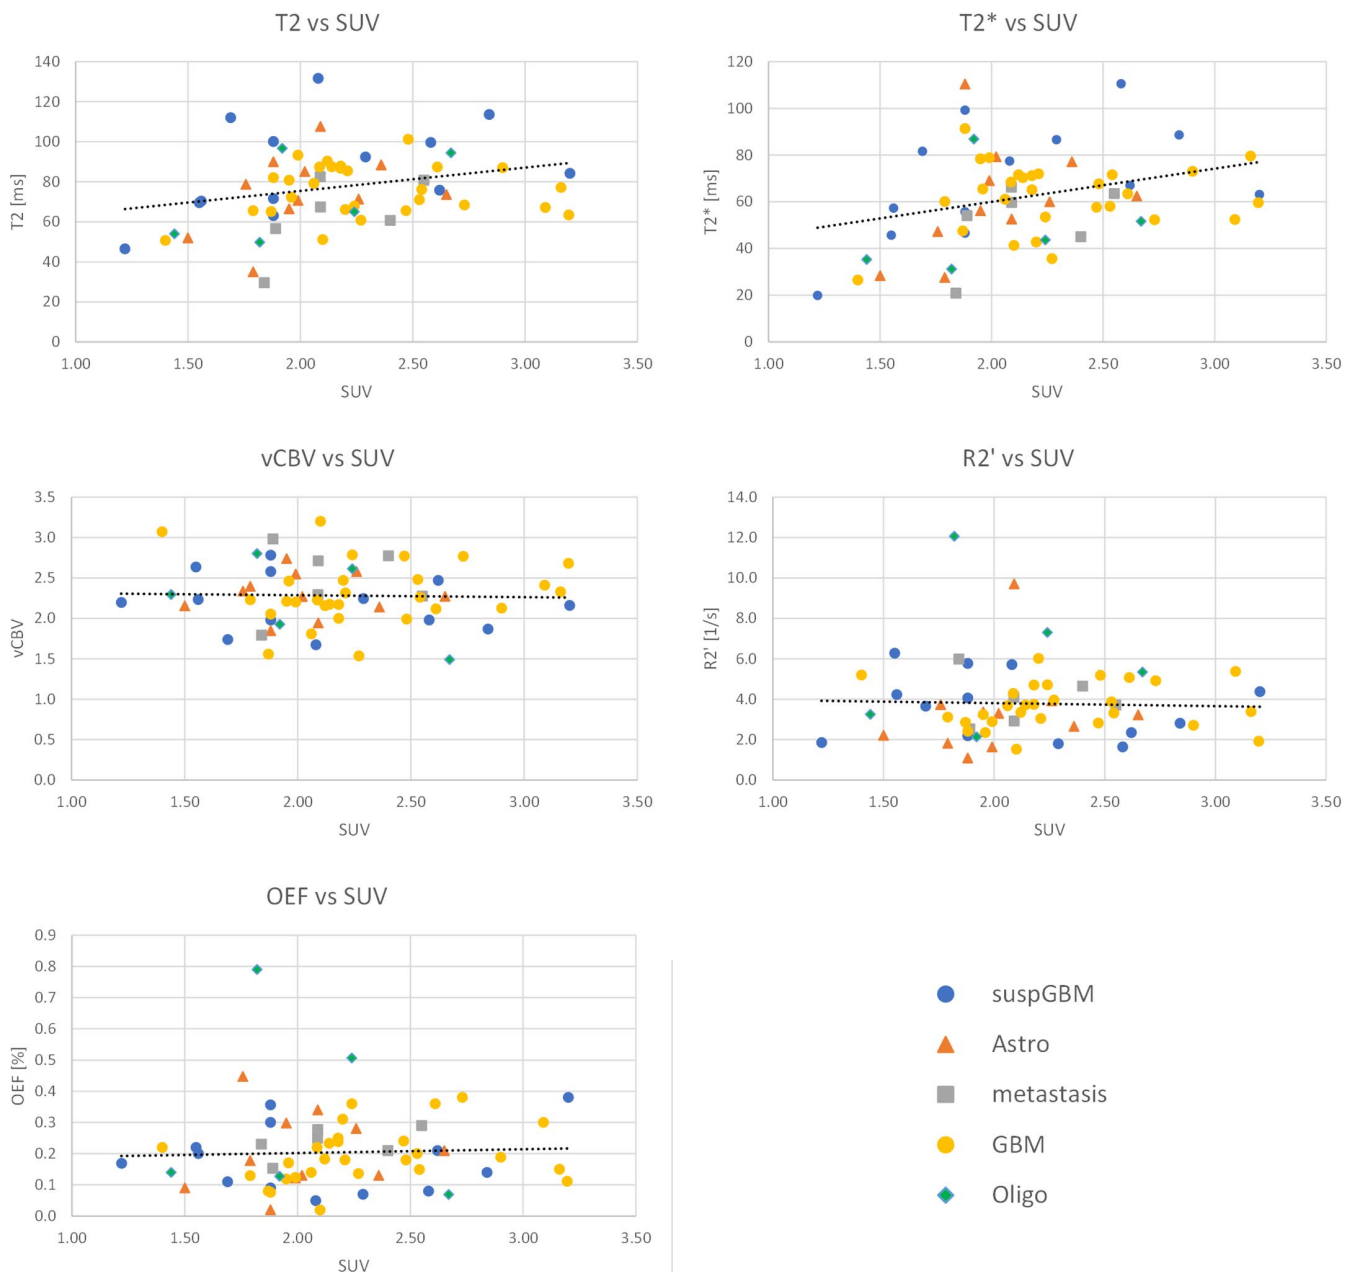 T2 vs SUV
140
120
100
80
60
40
20
0
T2 [ms]
1.00 1.50 2.00 2.50 3.00 3.50
SUV
T2* vs SUV
120
100
80
60
40
20
0
T2* [ms]
1.00 1.50 2.00 2.50 3.00 3.50
SUV
vCBV vs SUV
3.5
3.0
2.5
2.0
1.5
1.0
0.5
0.0
vCBV
1.00 1.50 2.00 2.50 3.00 3.50
SUV
R2' vs SUV
14.0
12.0
10.0
8.0
6.0
4.0
2.0
0.0
R2' [1/s]
1.00 1.50 2.00 2.50 3.00 3.50
SUV
OEF vs SUV
0.9
0.8
0.7
0.6
0.5
0.4
0.3
0.2
0.1
0.0
OEF [%]
1.00 1.50 2.00 2.50 3.00 3.50
SUV
suspGBM
Astro
metastasis
GBM
Oligo